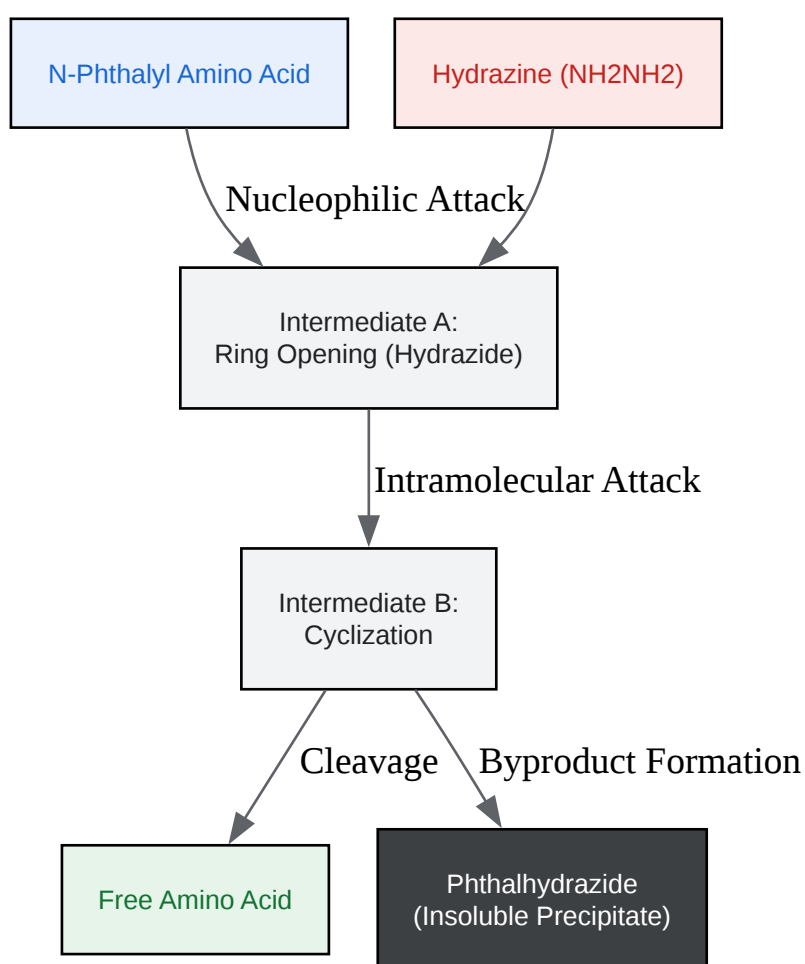 N-Phthalyl Amino Acid
Hydrazine (NH2NH2)
Nucleophilic Attack
Intermediate A:
Ring Opening (Hydrazide)
Intramolecular Attack
Intermediate B:
Cyclization
Cleavage
Byproduct Formation
Free Amino Acid
Phthalhydrazide
(Insoluble Precipitate)